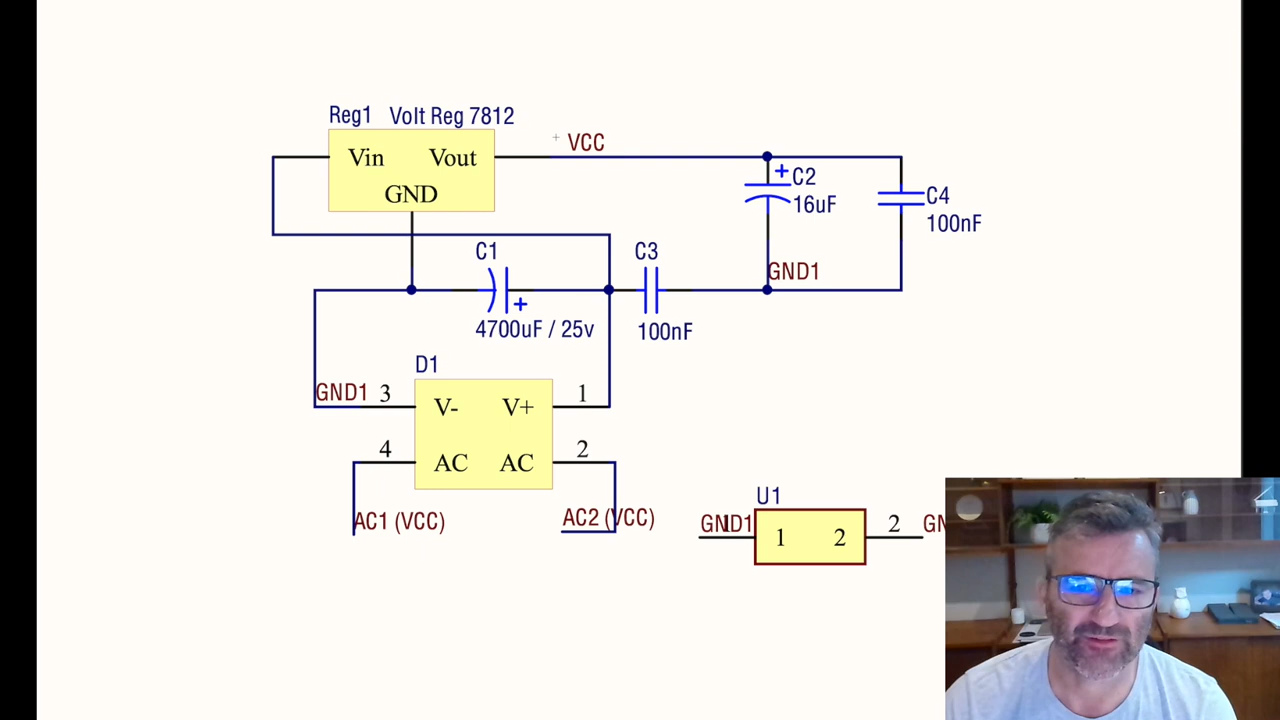 Reg1 Volt Reg 7812
VCC
Vin Vout
GND
C2
16uF
C4
100nF
C1
4700uF / 25v
C3
100nF
GND1
D1
GND1 3 V- V+ 1
4 AC AC 2
AC1 (VCC)
AC2 (VCC)
U1
1 2 2